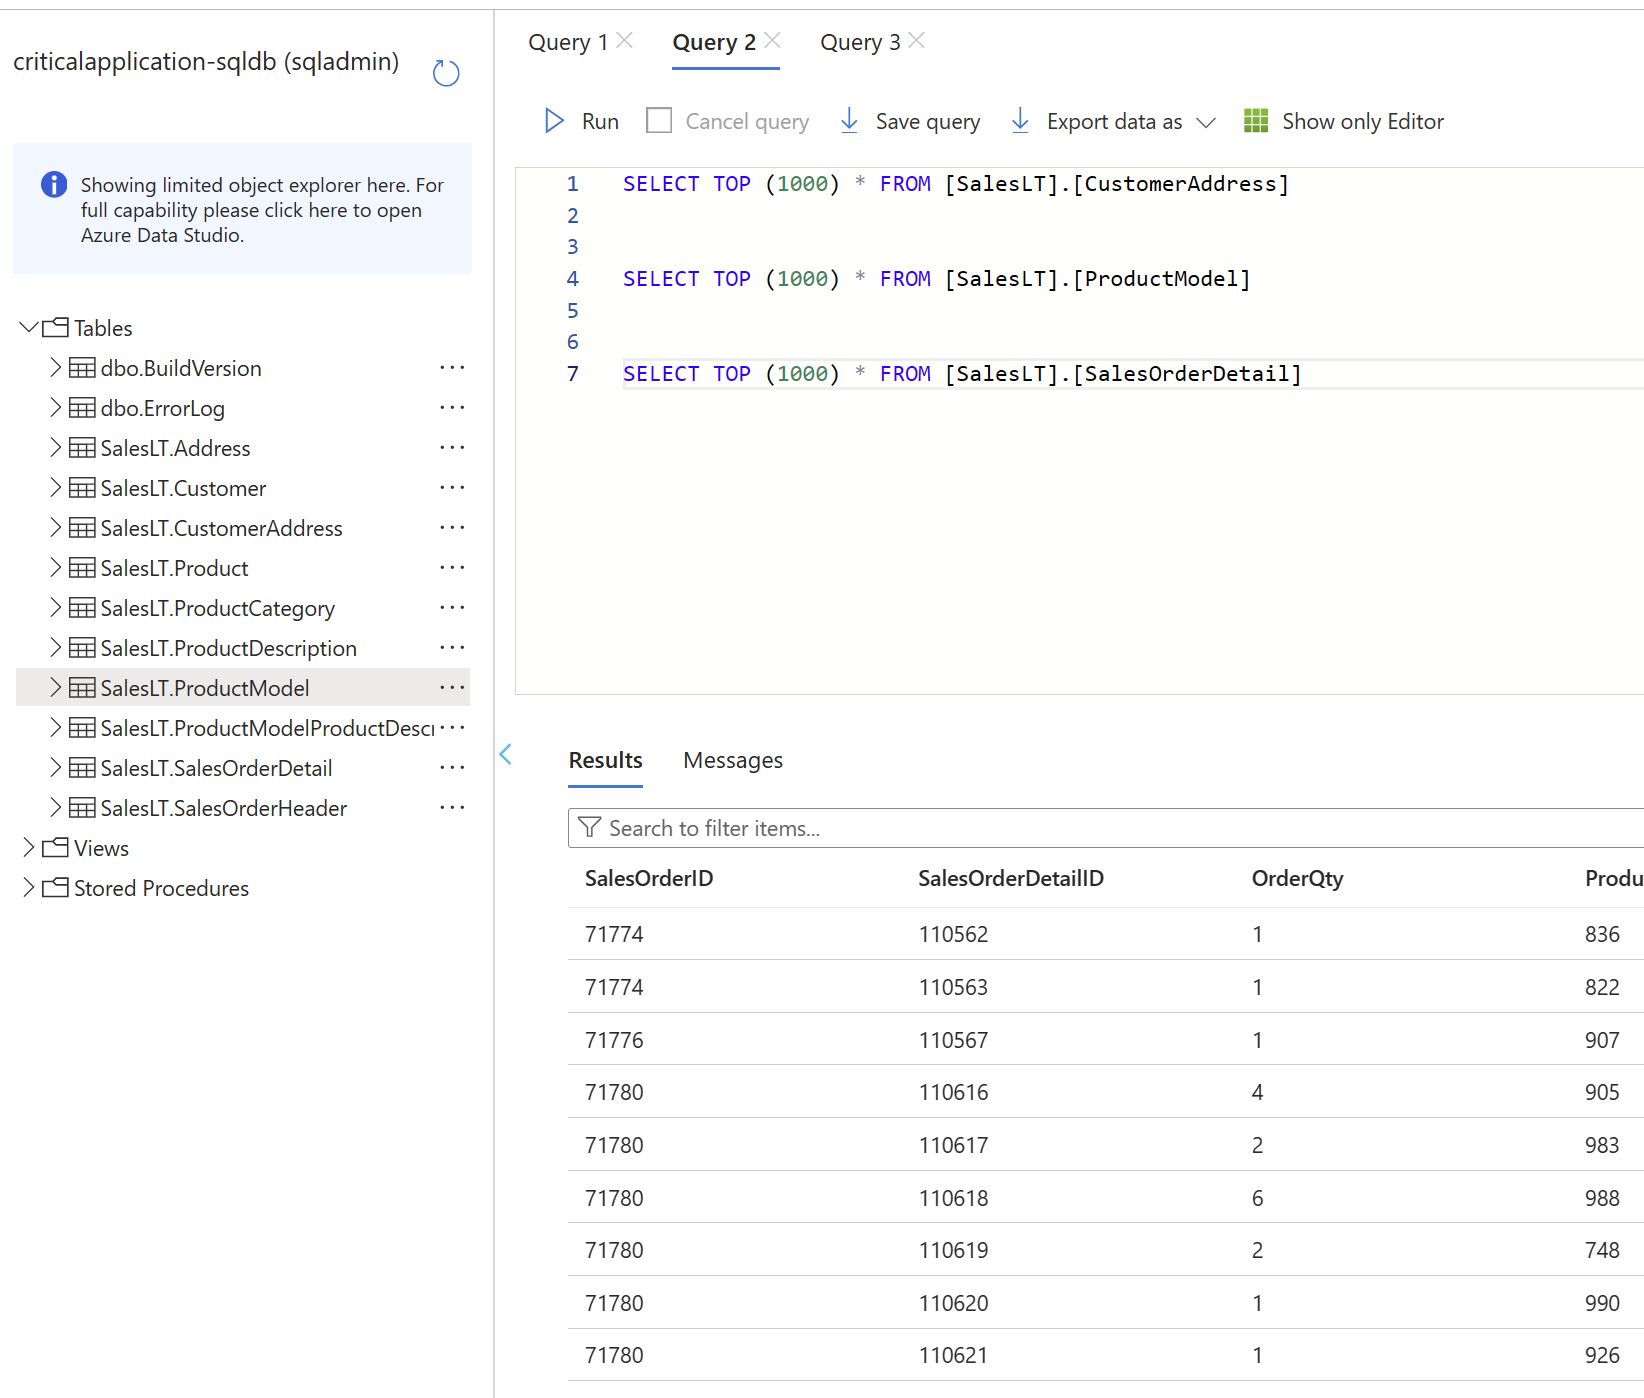 criticalapplication-sqldb (sqladmin)
Showing limited object explorer here. For
full capability please click here to open
Azure Data Studio.
Tables
dbo.BuildVersion
dbo.ErrorLog
SalesLT.Address
SalesLT.Customer
SalesLT.CustomerAddress
SalesLT.Product
SalesLT.ProductCategory
SalesLT.ProductDescription
SalesLT.ProductModel
SalesLT.ProductModelProductDescr
SalesLT.SalesOrderDetail
SalesLT.SalesOrderHeader
Views
Stored Procedures
Query 1 Query 2 Query 3
Run Cancel query Save query Export data as Show only Editor
1 SELECT TOP (1000) * FROM [SalesLT].[CustomerAddress]
2
3
4 SELECT TOP (1000) * FROM [SalesLT].[ProductModel]
5
6
7 SELECT TOP (1000) * FROM [SalesLT].[SalesOrderDetail]
Results Messages
Search to filter items...
SalesOrderID SalesOrderDetailID OrderQty Produ
71774 110562 1 836
71774 110563 1 822
71776 110567 1 907
71780 110616 4 905
71780 110617 2 983
71780 110618 6 988
71780 110619 2 748
71780 110620 1 990
71780 110621 1 926